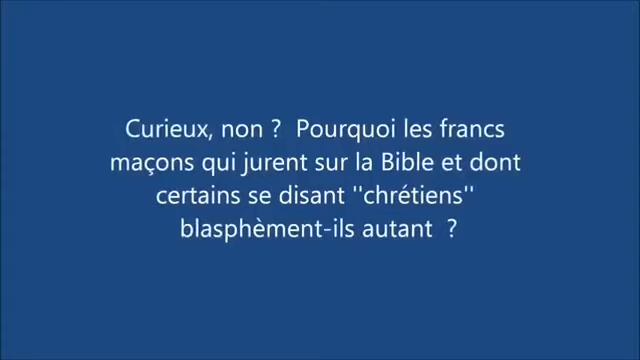 Curieux, non ?  Pourquoi les francs
maçons qui jurent sur la Bible et dont
certains se disant ''chrétiens''
blasphèment-ils autant  ?